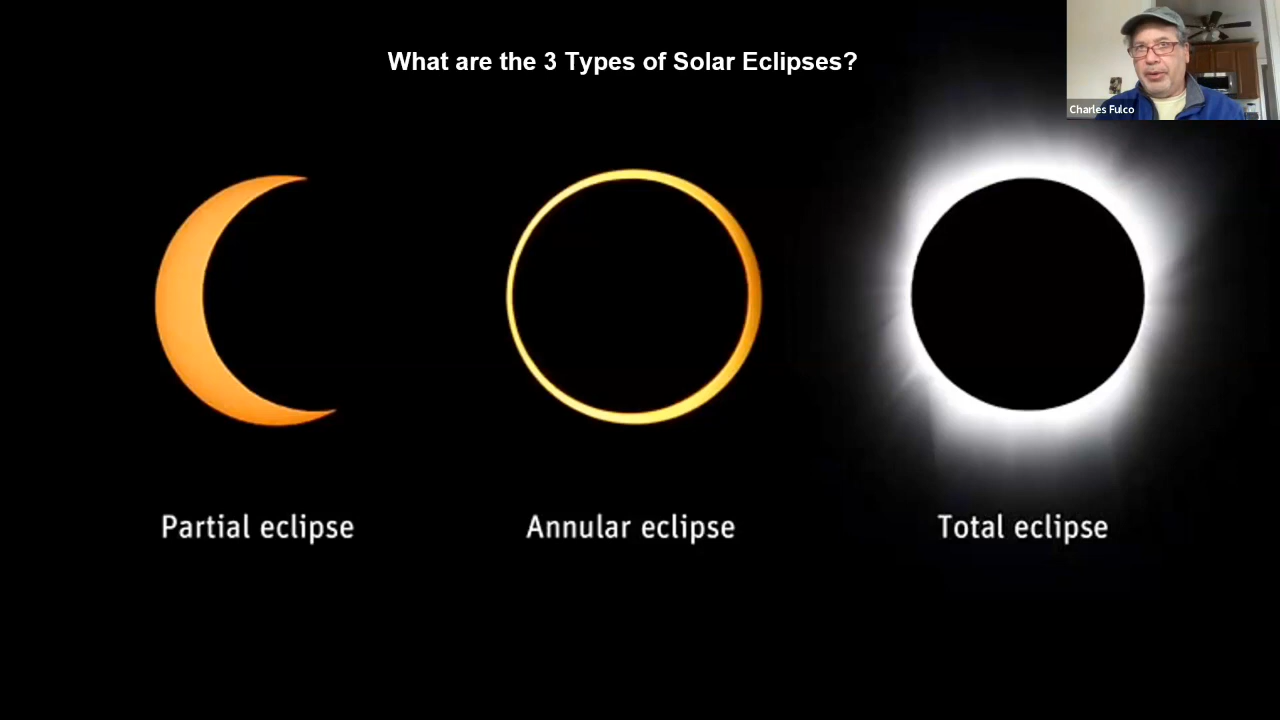 What are the 3 Types of Solar Eclipses?
Charles Fulco
Partial eclipse
Annular eclipse
Total eclipse